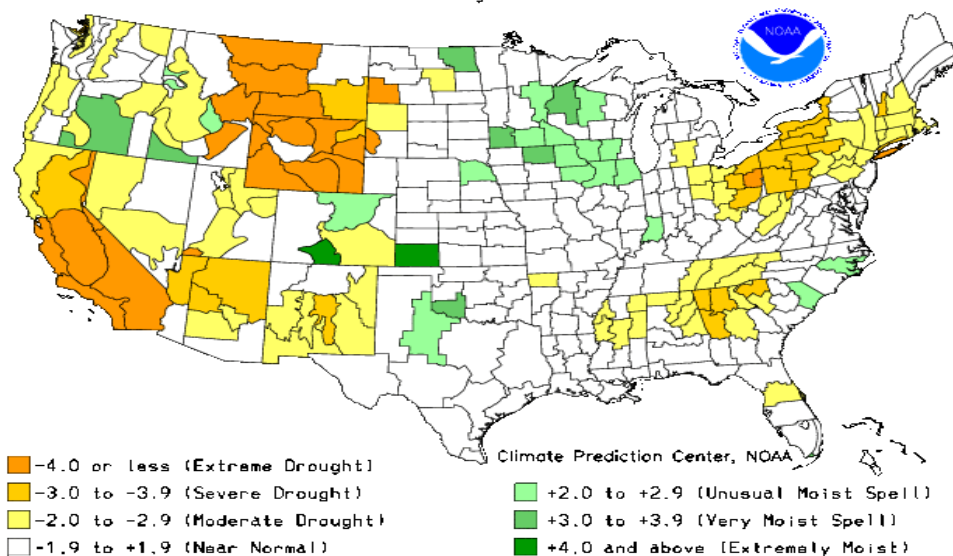 NOAA
-4.0 or less (Extreme Drought)
-3.0 to -3.9 (Severe Drought)
-2.0 to -2.9 (Moderate Drought)
-1.9 to +1.9 (Near Normal)
Climate Prediction Center, NOAA
+2.0 to +2.9 (Unusual Moist Spell)
+3.0 to +3.9 (Very Moist Spell)
+4.0 and above (Extremely Moist)